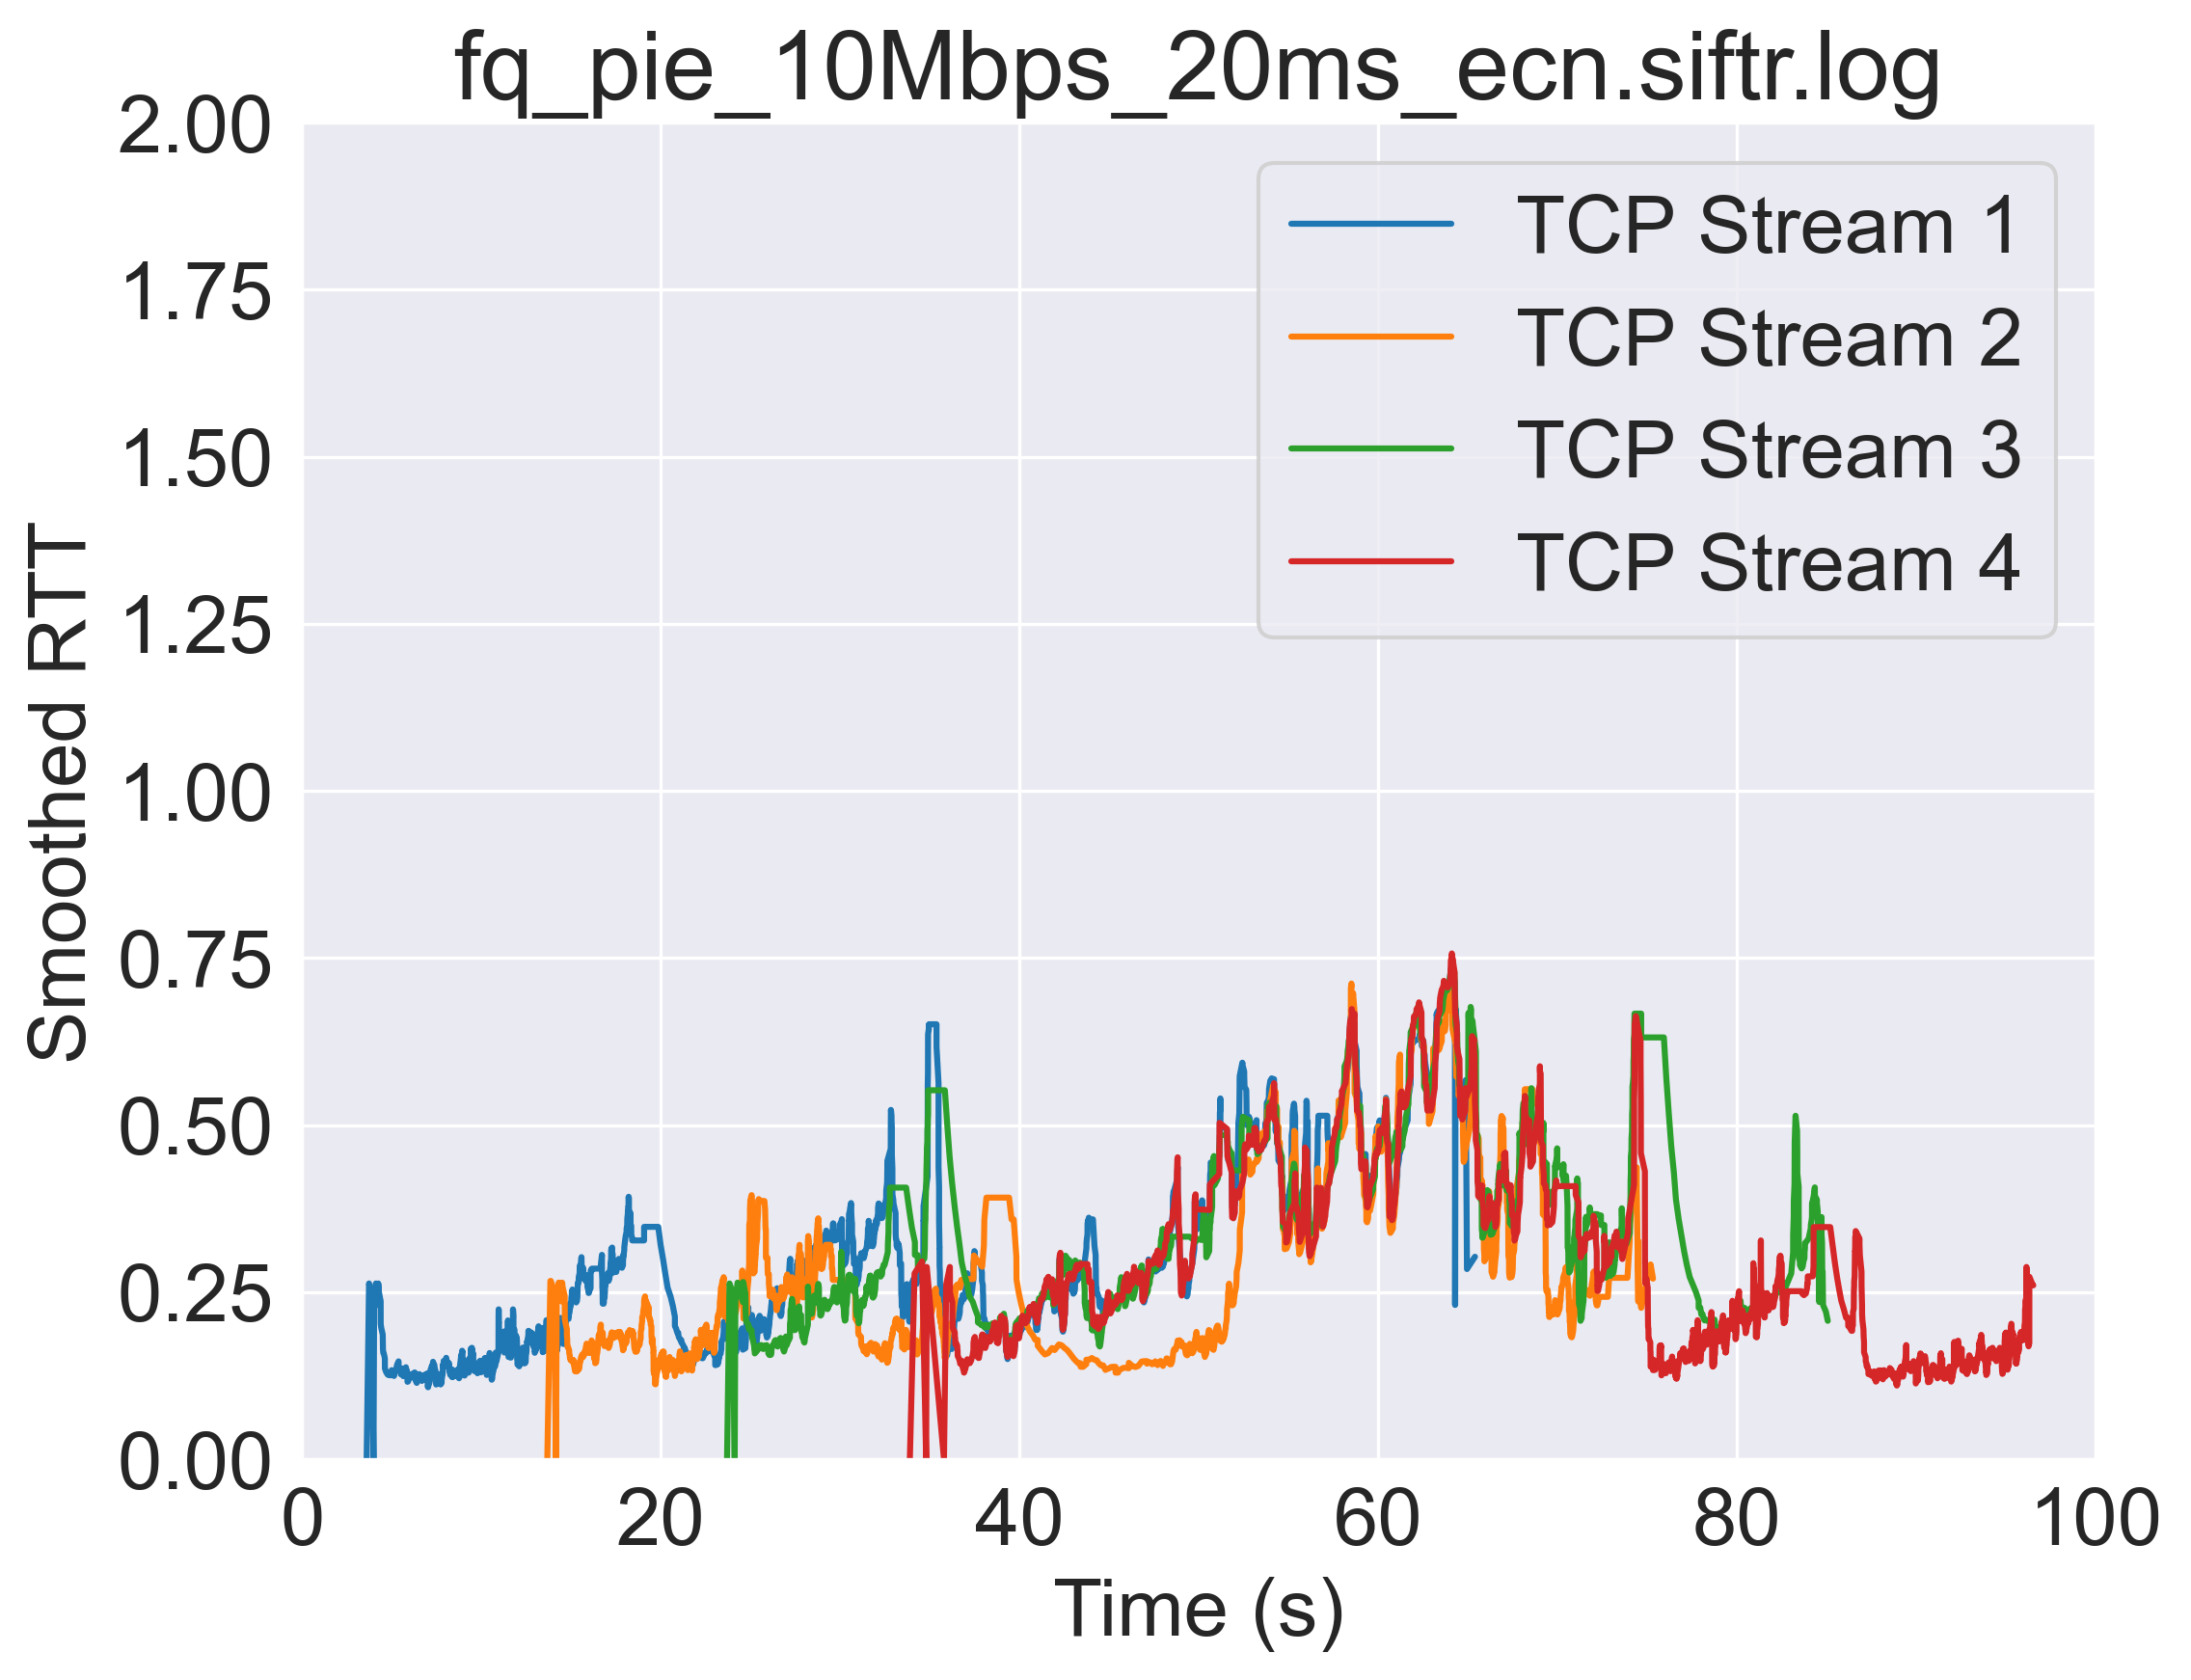 fq_pie_10Mbps_20ms_ecn.siftr.log
2.00
1.75
1.50
1.25
1.00
0.75
0.50
0.25
0.00
Smoothed RTT
TCP Stream 1
TCP Stream 2
TCP Stream 3
TCP Stream 4
0 20 40 60 80 100
Time (s)